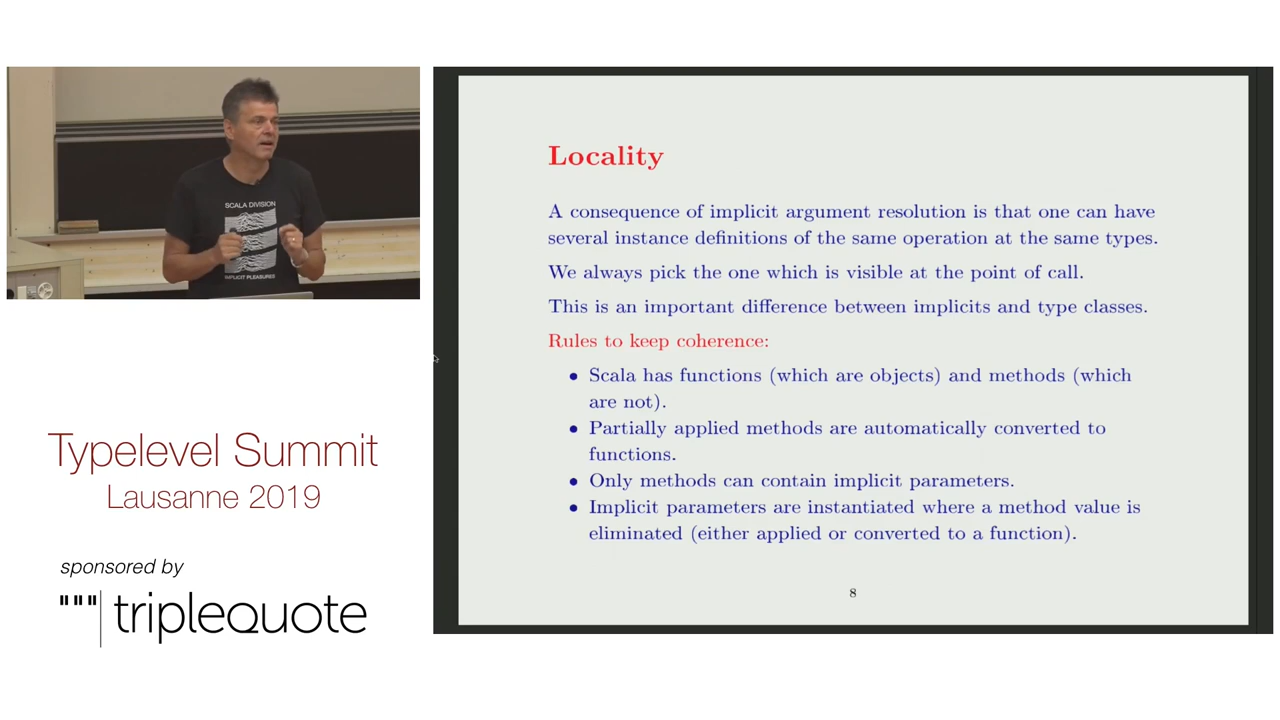 SCALA DIVISION
IMPLICIT PLEASURES
Typelevel Summit
Lausanne 2019
sponsored by
"""|triplequote
Locality
A consequence of implicit argument resolution is that one can have
several instance definitions of the same operation at the same types.
We always pick the one which is visible at the point of call.
This is an important difference between implicits and type classes.
Rules to keep coherence:
• Scala has functions (which are objects) and methods (which
are not).
• Partially applied methods are automatically converted to
functions.
• Only methods can contain implicit parameters.
• Implicit parameters are instantiated where a method value is
eliminated (either applied or converted to a function).
8